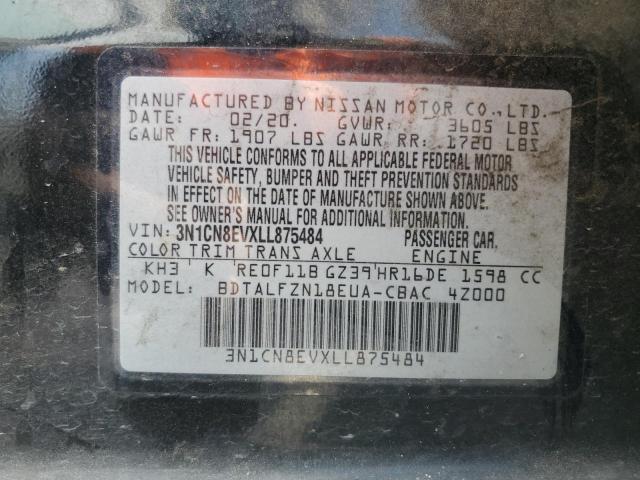 MANUFACTURED BY NISSAN MOTOR CO., LTD.
DATE: 02/20. GVWR: 3605 LBS
GAWR FR: 1907 LBS GAWR RR: 1720 LBS
THIS VEHICLE CONFORMS TO ALL APPLICABLE FEDERAL MOTOR
VEHICLE SAFETY, BUMPER AND THEFT PREVENTION STANDARDS
IN EFFECT ON THE DATE OF MANUFACTURE SHOWN ABOVE.
SEE OWNER'S MANUAL FOR ADDITIONAL INFORMATION.
VIN: 3N1CN8EVXLL875484 PASSENGER CAR.
COLOR TRIM TRANS AXLE ENGINE
KH3 ' K 'RE0F11B GZ39'HR16DE 1598 CC
MODEL: BDTALFZN18EUA-CBAC 4Z000
3N1CN8EVXLL875484